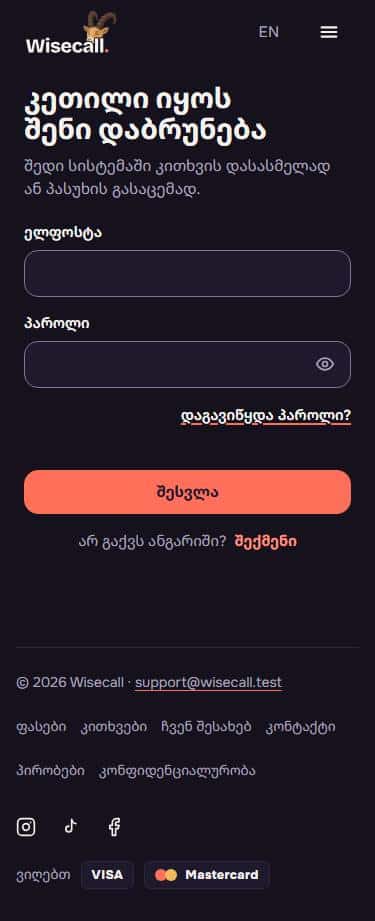 Wisecall.
EN
კეთილი იყოს
შენი დაბრუნება
შედი სისტემაში კითხვის დასასმელად
ან პასუხის გასაცემად.
ელფოსტა
პაროლი
დაგავიწყდა პაროლი?
შესვლა
არ გაქვს ანგარიში? შექმენი
© 2026 Wisecall · support@wisecall.test
ფასები კითხვები ჩვენ შესახებ კონტაქტი
პირობები კონფიდენციალურობა
ვიღებთ VISA Mastercard